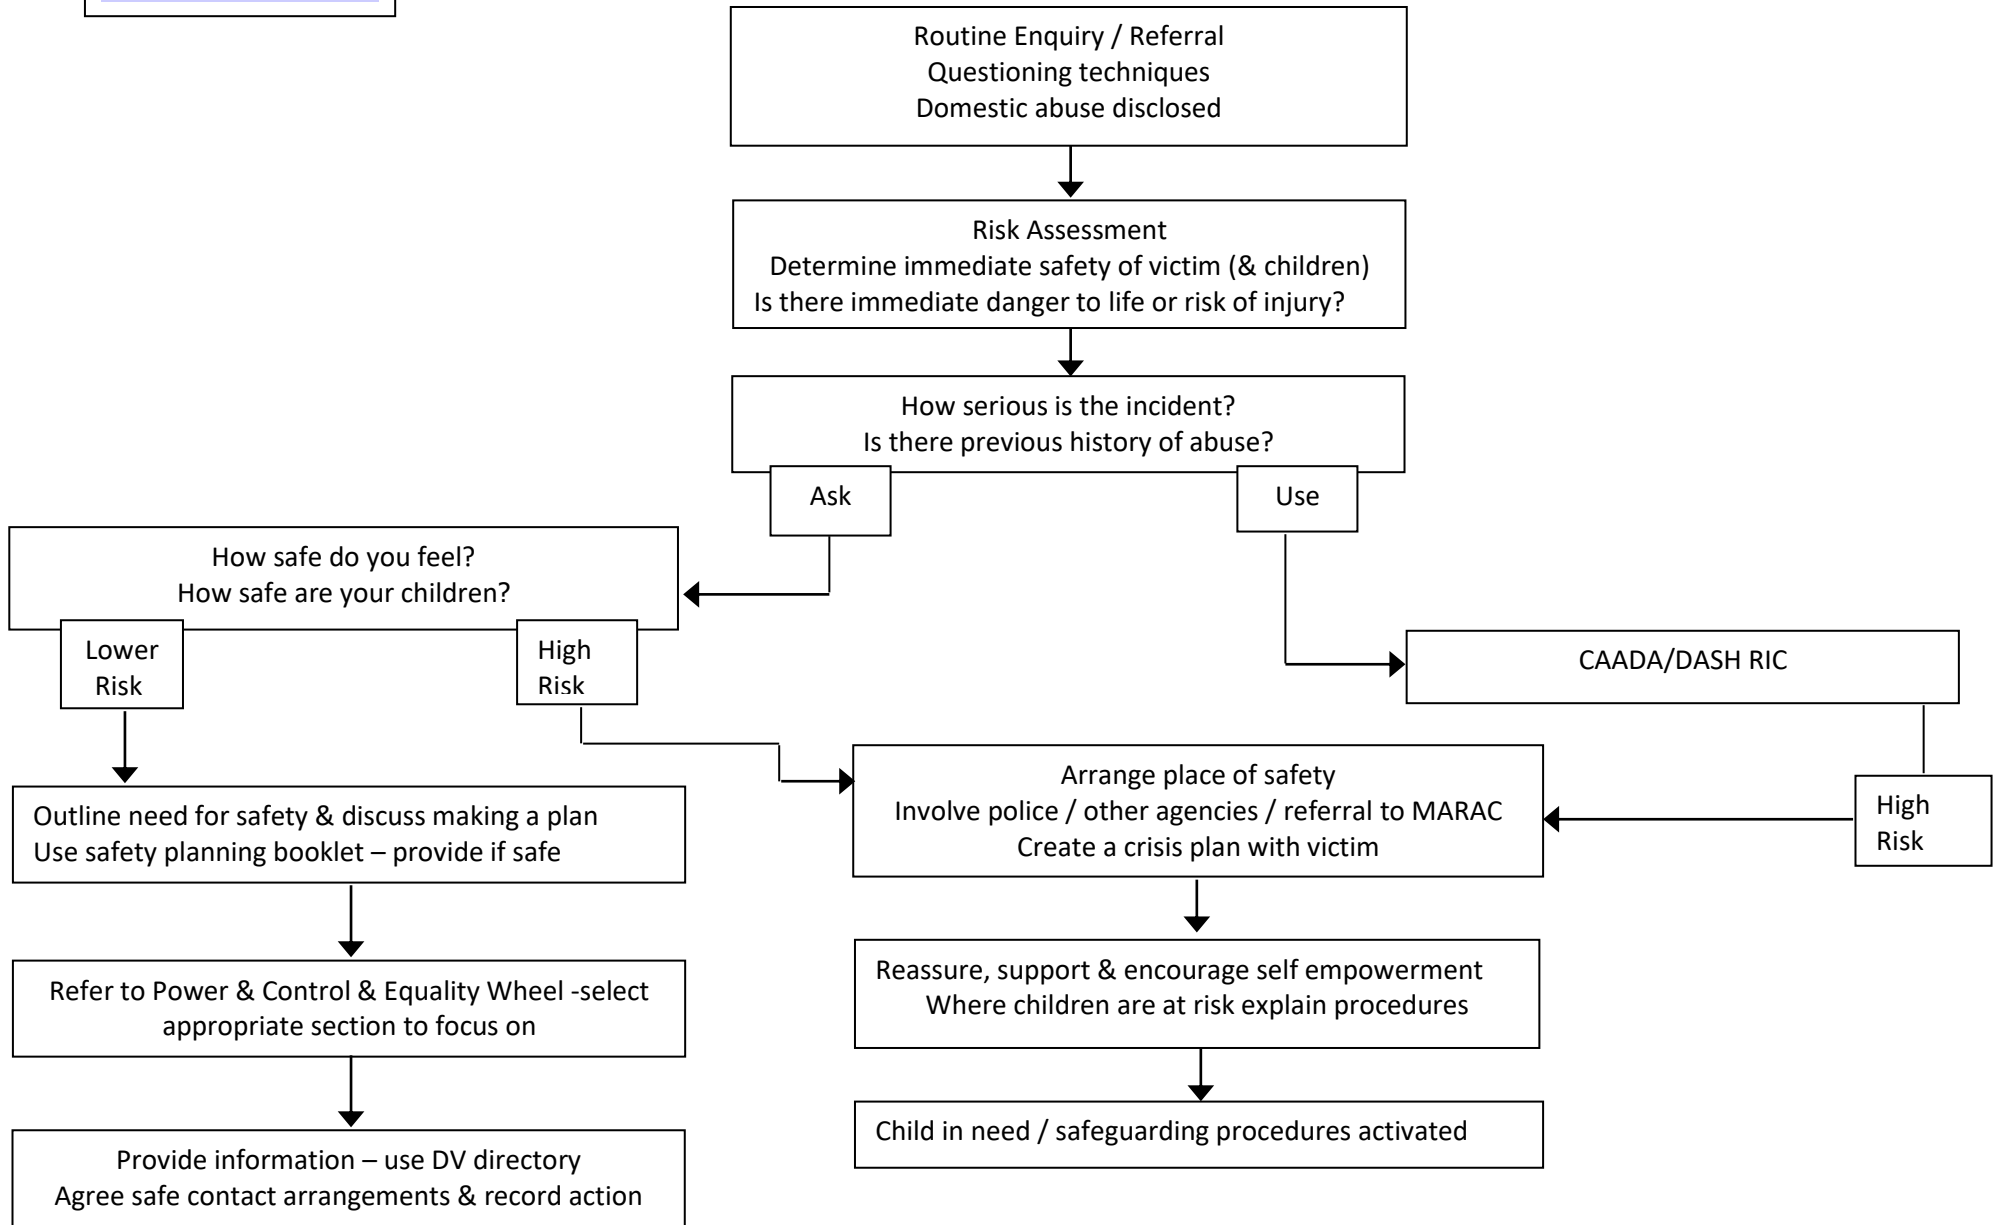 Routine Enquiry / Referral
Questioning techniques
Domestic abuse disclosed
Risk Assessment
Determine immediate safety of victim (& children)
Is there immediate danger to life or risk of injury?
How serious is the incident?
Is there previous history of abuse?
Ask
Use
How safe do you feel?
How safe are your children?
Lower
Risk
High
Risk
CAADA/DASH RIC
High
Risk
Arrange place of safety
Involve police / other agencies / referral to MARAC
Create a crisis plan with victim
Outline need for safety & discuss making a plan
Use safety planning booklet – provide if safe
Reassure, support & encourage self empowerment
Where children are at risk explain procedures
Refer to Power & Control & Equality Wheel -select
appropriate section to focus on
Child in need / safeguarding procedures activated
Provide information – use DV directory
Agree safe contact arrangements & record action